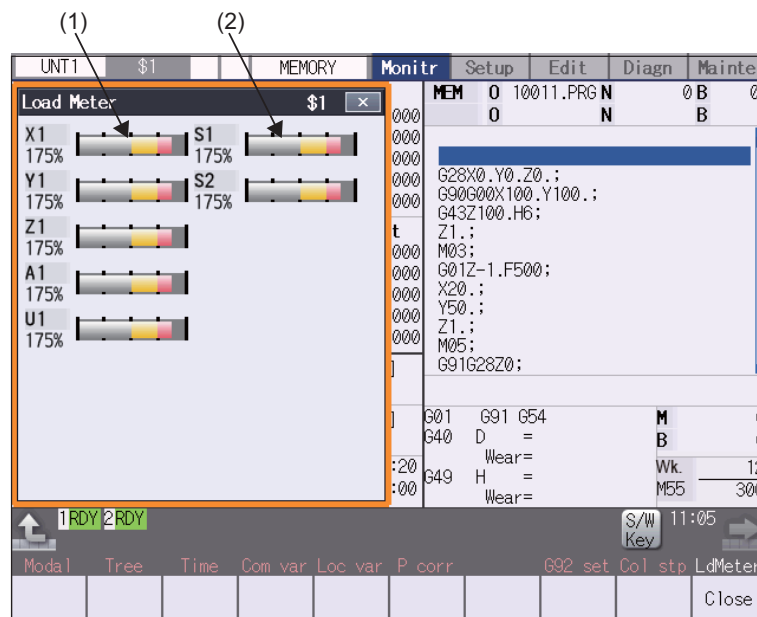 (1) (2)
UNT1 $1 MEMORY Monitr Setup Edit Diagn Mainte
Load Meter $1 ×
X1
175%
S1
175%
Y1
175%
S2
175%
Z1
175%
A1
175%
U1
175%
000
000
000
000
000
t
000
000
000
000
000
]
]
:20
:00
MEM O 10011.PRG N 0 B 0
O N B
G28X0.Y0.Z0.;
G90G00X100.Y100.;
G43Z100.H6;
Z1.;
M03;
G01Z-1.F500;
X20.;
Y50.;
Z1.;
M05;
G91G28Z0;
G01 G91 G54
G40 D =
Wear=
G49 H =
Wear=
M
B
Wk. 12
M55 300
1RDY 2RDY
S/W Key 11:05
Modal Tree Time Com var Loc var P corr G92 set Col stp LdMeter
Close